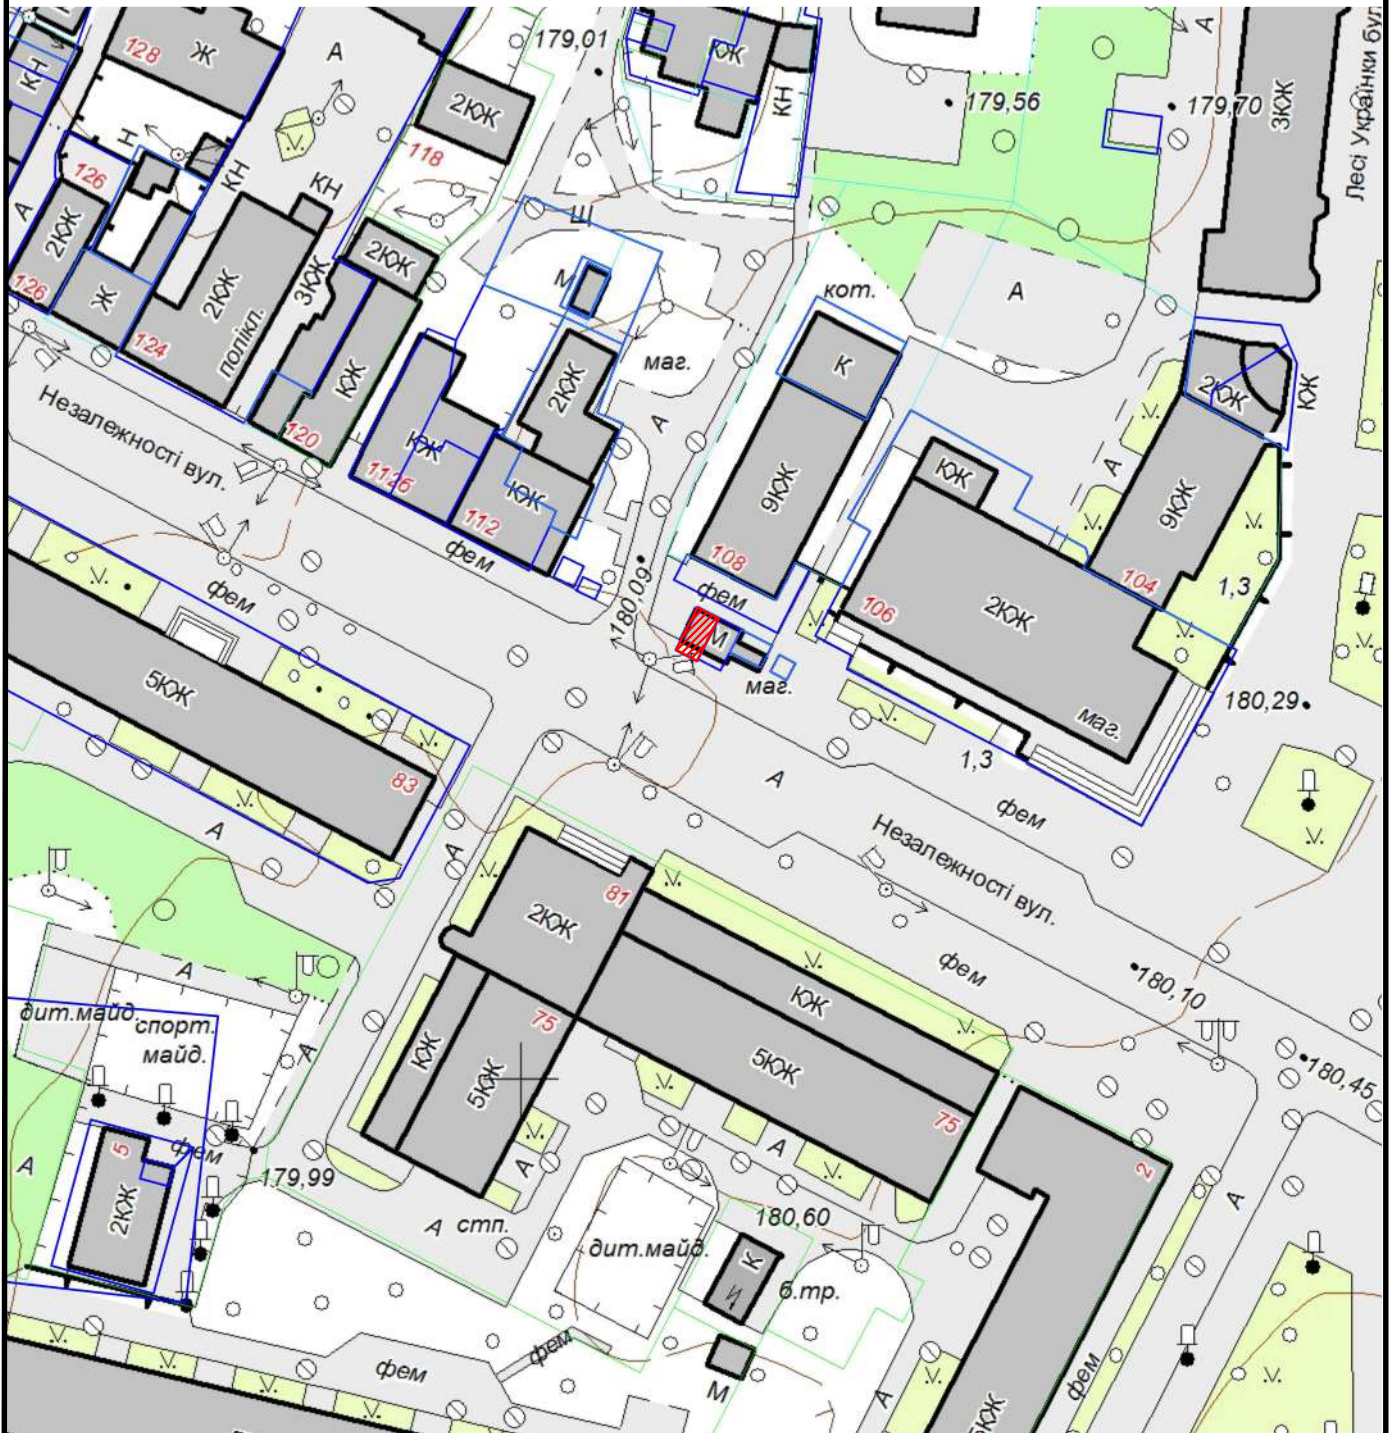 128
Ж
А
179,01
КЖ
А
КН
2КЖ
КН
179,56
179,70
3КЖ
Лесі Українки вул
118
Н
126
КН
КН
Ш
А
2КЖ
2КЖ
М
А
126
Ж
2КЖ
3КЖ
кот.
124
полікл.
КЖ
2КЖ
маг.
К
2КЖ
КЖ
Незалежності вул.
120
КЖ
А
А
КЖ
112б
КЖ
9КЖ
9КЖ
112
фем
108
104
1,3
фем
180,09
фем
106
2КЖ
М
5КЖ
маг.
180,29
маг.
1,3
83
А
фем
А
А
Незалежності вул.
81
2КЖ
фем
А
180,10
дит.майд.
спорт.
майд.
75
КЖ
А
КЖ
5КЖ
5КЖ
180,45
75
5
фем
А
А
А
2
179,99
2КЖ
А
стп.
180,60
А
дит.майд.
К
б.тр.
фем
фем
М
А
фем
5КЖ